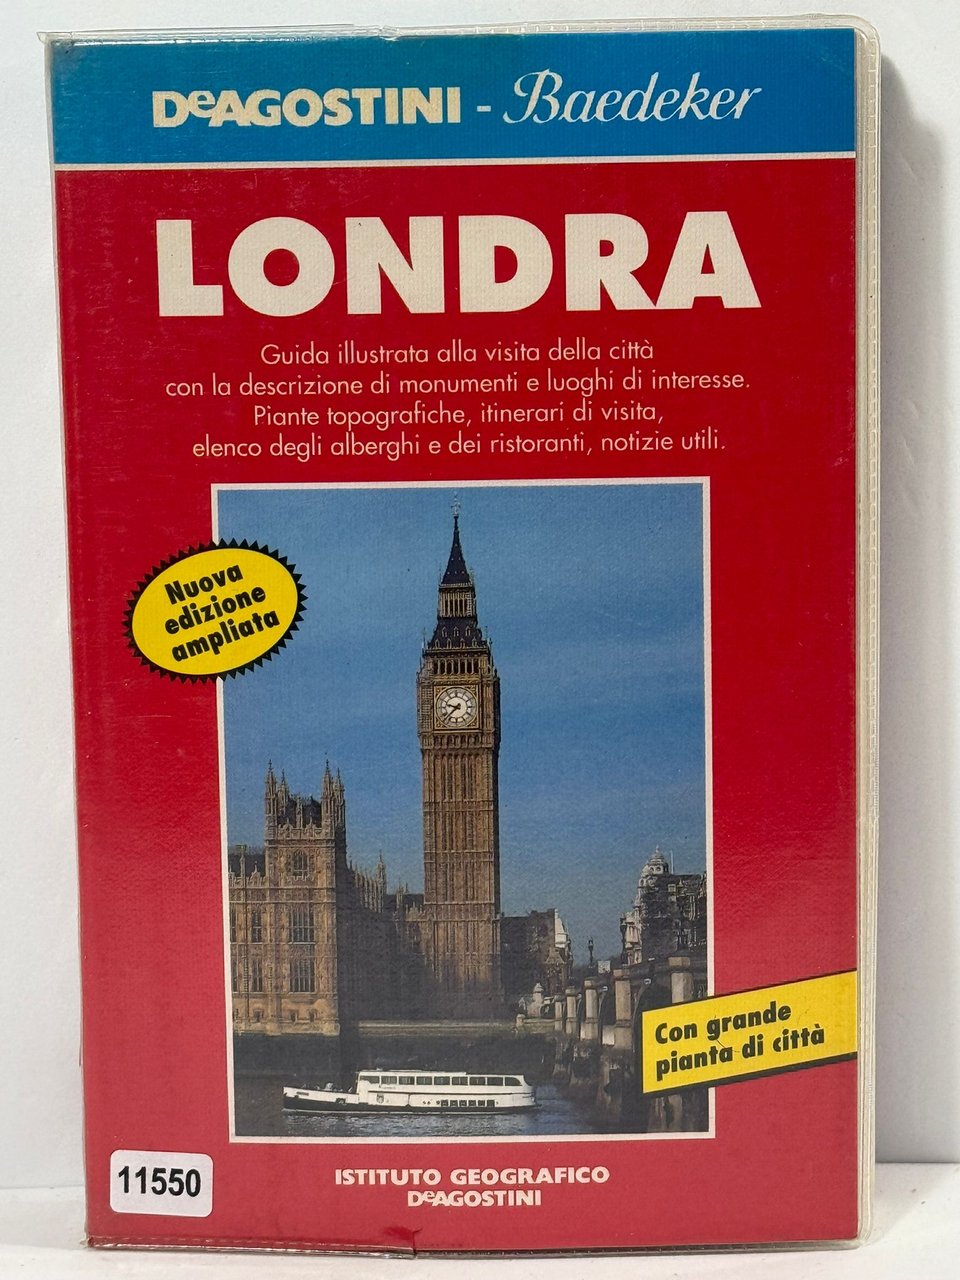 DeAGOSTINI - Baedeker
LONDRA
Guida illustrata alla visita della città
con la descrizione di monumenti e luoghi di interesse.
Piante topografiche, itinerari di visita,
elenco degli alberghi e dei ristoranti, notizie utili.
Nuova
edizione
ampliata
Con grande
pianta di città
11550
ISTITUTO GEOGRAFICO
DeAGOSTINI